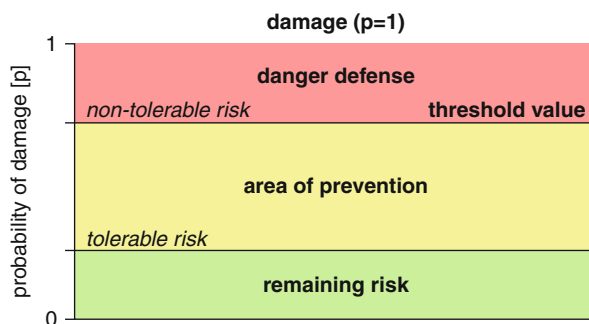 damage (p=1)
1
danger defense
non-tolerable risk threshold value
area of prevention
tolerable risk
remaining risk
0
probability of damage [p]